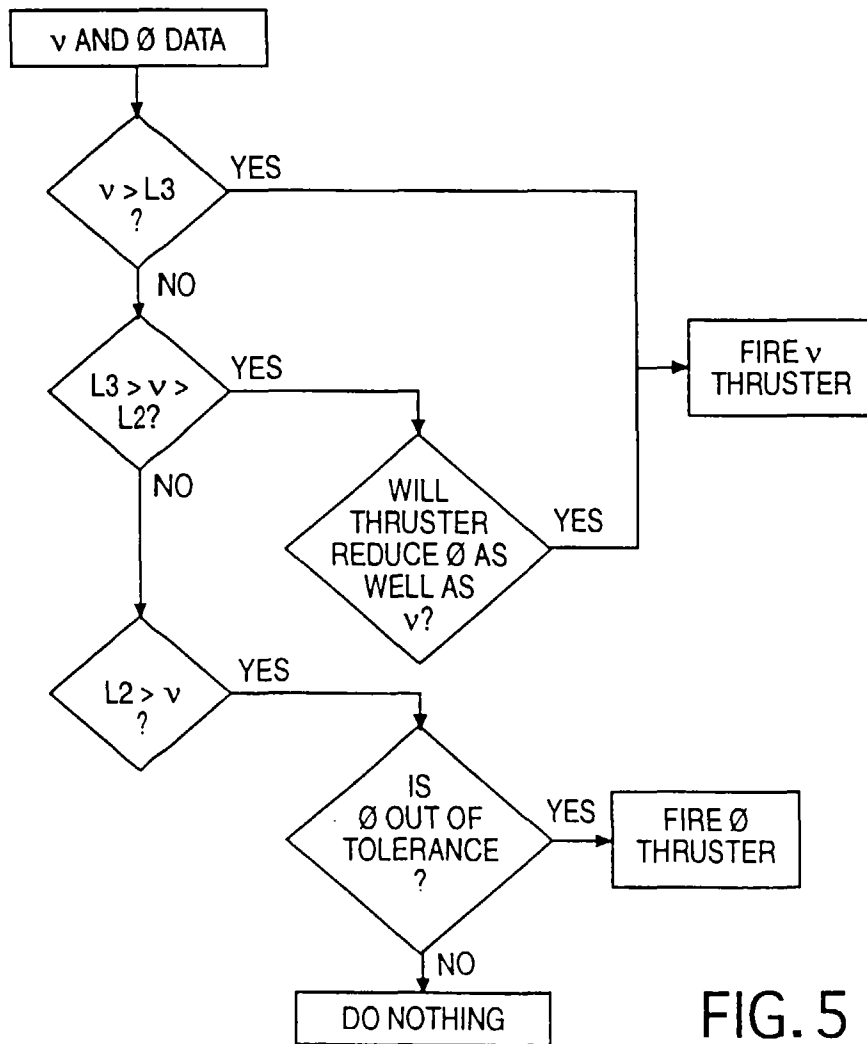 ν AND Ø DATA
ν > L3
?
YES
NO
L3 > ν >
L2?
YES
NO
FIRE ν
THRUSTER
WILL
THRUSTER
REDUCE Ø AS
WELL AS
ν?
YES
L2 > ν
?
YES
IS
Ø OUT OF
TOLERANCE
?
YES
FIRE Ø
THRUSTER
NO
DO NOTHING
FIG. 5